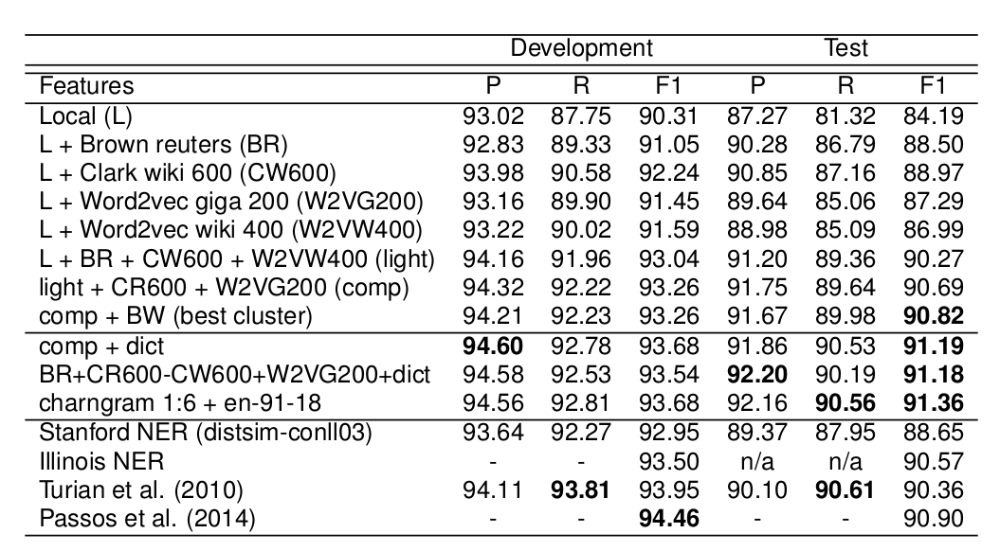 Development Test
Features P R F1 P R F1
Local (L) 93.02 87.75 90.31 87.27 81.32 84.19
L + Brown reuters (BR) 92.83 89.33 91.05 90.28 86.79 88.50
L + Clark wiki 600 (CW600) 93.98 90.58 92.24 90.85 87.16 88.97
L + Word2vec giga 200 (W2VG200) 93.16 89.90 91.45 89.64 85.06 87.29
L + Word2vec wiki 400 (W2VW400) 93.22 90.02 91.59 88.98 85.09 86.99
L + BR + CW600 + W2VW400 (light) 94.16 91.96 93.04 91.20 89.36 90.27
light + CR600 + W2VG200 (comp) 94.32 92.22 93.26 91.75 89.64 90.69
comp + BW (best cluster) 94.21 92.23 93.26 91.67 89.98 90.82
comp + dict 94.60 92.78 93.68 91.86 90.53 91.19
BR+CR600-CW600+W2VG200+dict 94.58 92.53 93.54 92.20 90.19 91.18
charngram 1:6 + en-91-18 94.56 92.81 93.68 92.16 90.56 91.36
Stanford NER (distsim-conll03) 93.64 92.27 92.95 89.37 87.95 88.65
Illinois NER - - 93.50 n/a n/a 90.57
Turian et al. (2010) 94.11 93.81 93.95 90.10 90.61 90.36
Passos et al. (2014) - - 94.46 - - 90.90